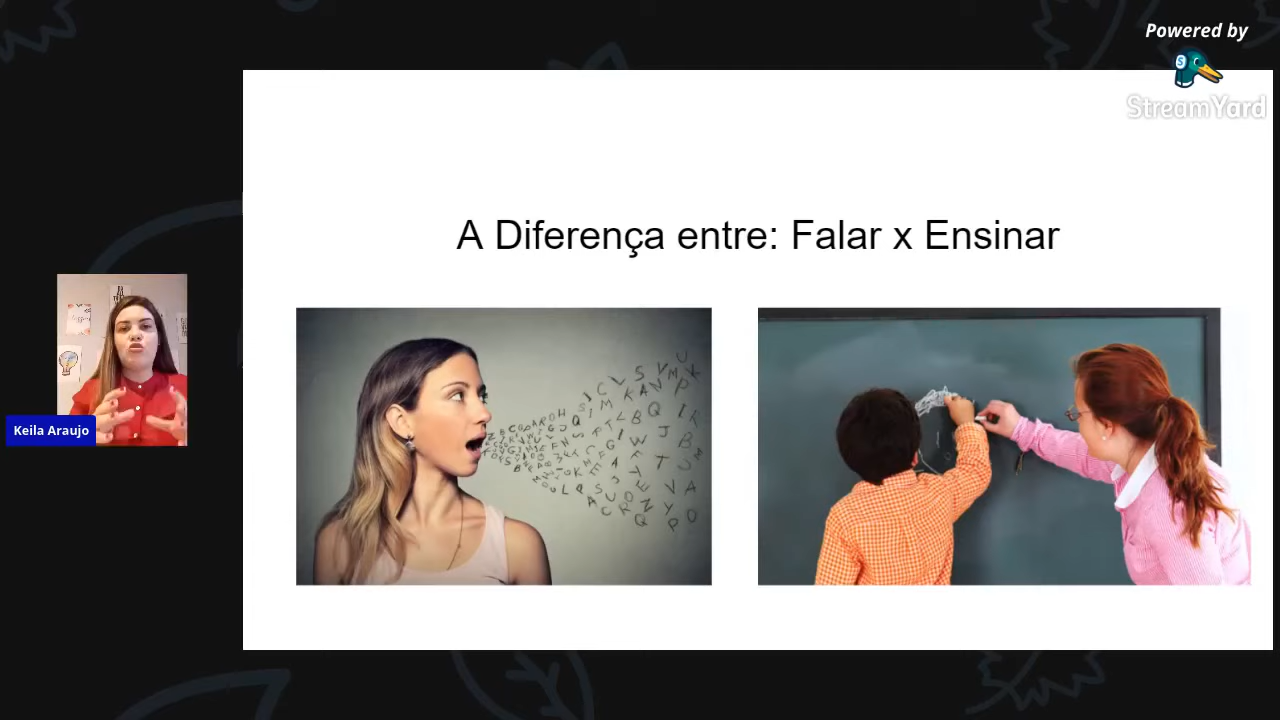 Powered by
StreamYard
A Diferença entre: Falar x Ensinar
Keila Araujo